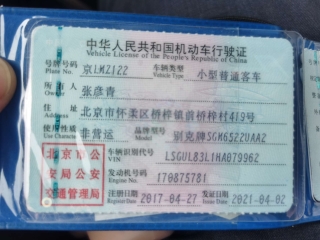 中华人民共和国机动车行驶证
Vehicle License of the People's Republic of China
号牌号码 京LMZ122 车辆类型 小型普通客车
Plate No. Vehicle Type
所有人 张彦青
Owner
住址 北京市怀柔区桥梓镇前桥梓村419号
Address
使用性质 非营运 品牌型号 别克牌SGM6522UAA2
Use Character Model
北京市公安局公安交通管理局
车辆识别代号 LSGUL83L1HA079962
VIN
发动机号码 170875781
Engine No.
注册日期 2017-04-27 发证日期 2021-04-02
Register Date Issue Date